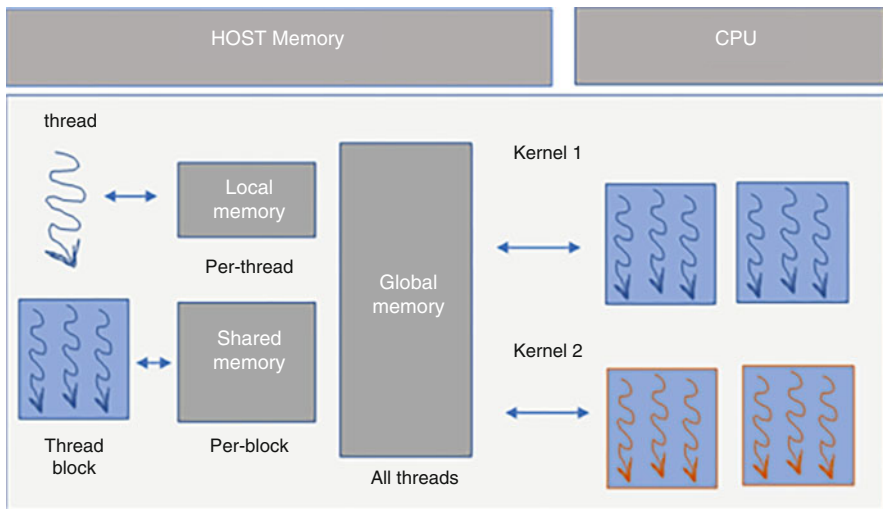 HOST Memory
CPU
thread
Local
memory
Per-thread
Thread
block
Shared
memory
Per-block
Global
memory
All threads
Kernel 1
Kernel 2